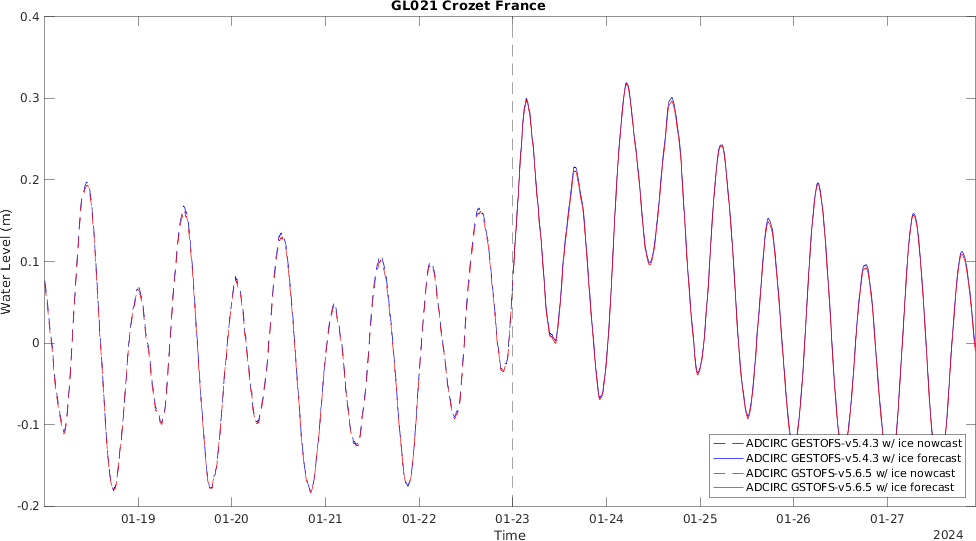 GL021 Crozet France
0.4
0.3
0.2
0.1
0
-0.1
-0.2
Water Level (m)
ADCIRC GESTOFS-v5.4.3 w/ ice nowcast
ADCIRC GESTOFS-v5.4.3 w/ ice forecast
ADCIRC GSTOFS-v5.6.5 w/ ice nowcast
ADCIRC GSTOFS-v5.6.5 w/ ice forecast
01-19 01-20 01-21 01-22 01-23 01-24 01-25 01-26 01-27
Time
2024